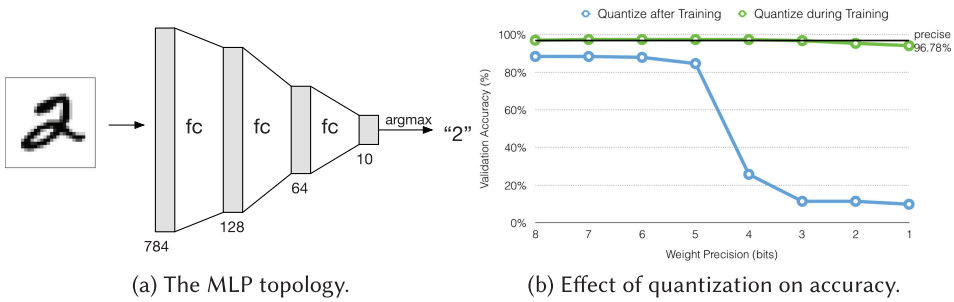 fc
fc
fc
argmax
"2"
10
64
128
784
(a) The MLP topology.
Quantize after Training
Quantize during Training
precise
96.78%
100%
80%
60%
40%
20%
0%
Validation Accuracy (%)
8 7 6 5 4 3 2 1
Weight Precision (bits)
(b) Effect of quantization on accuracy.